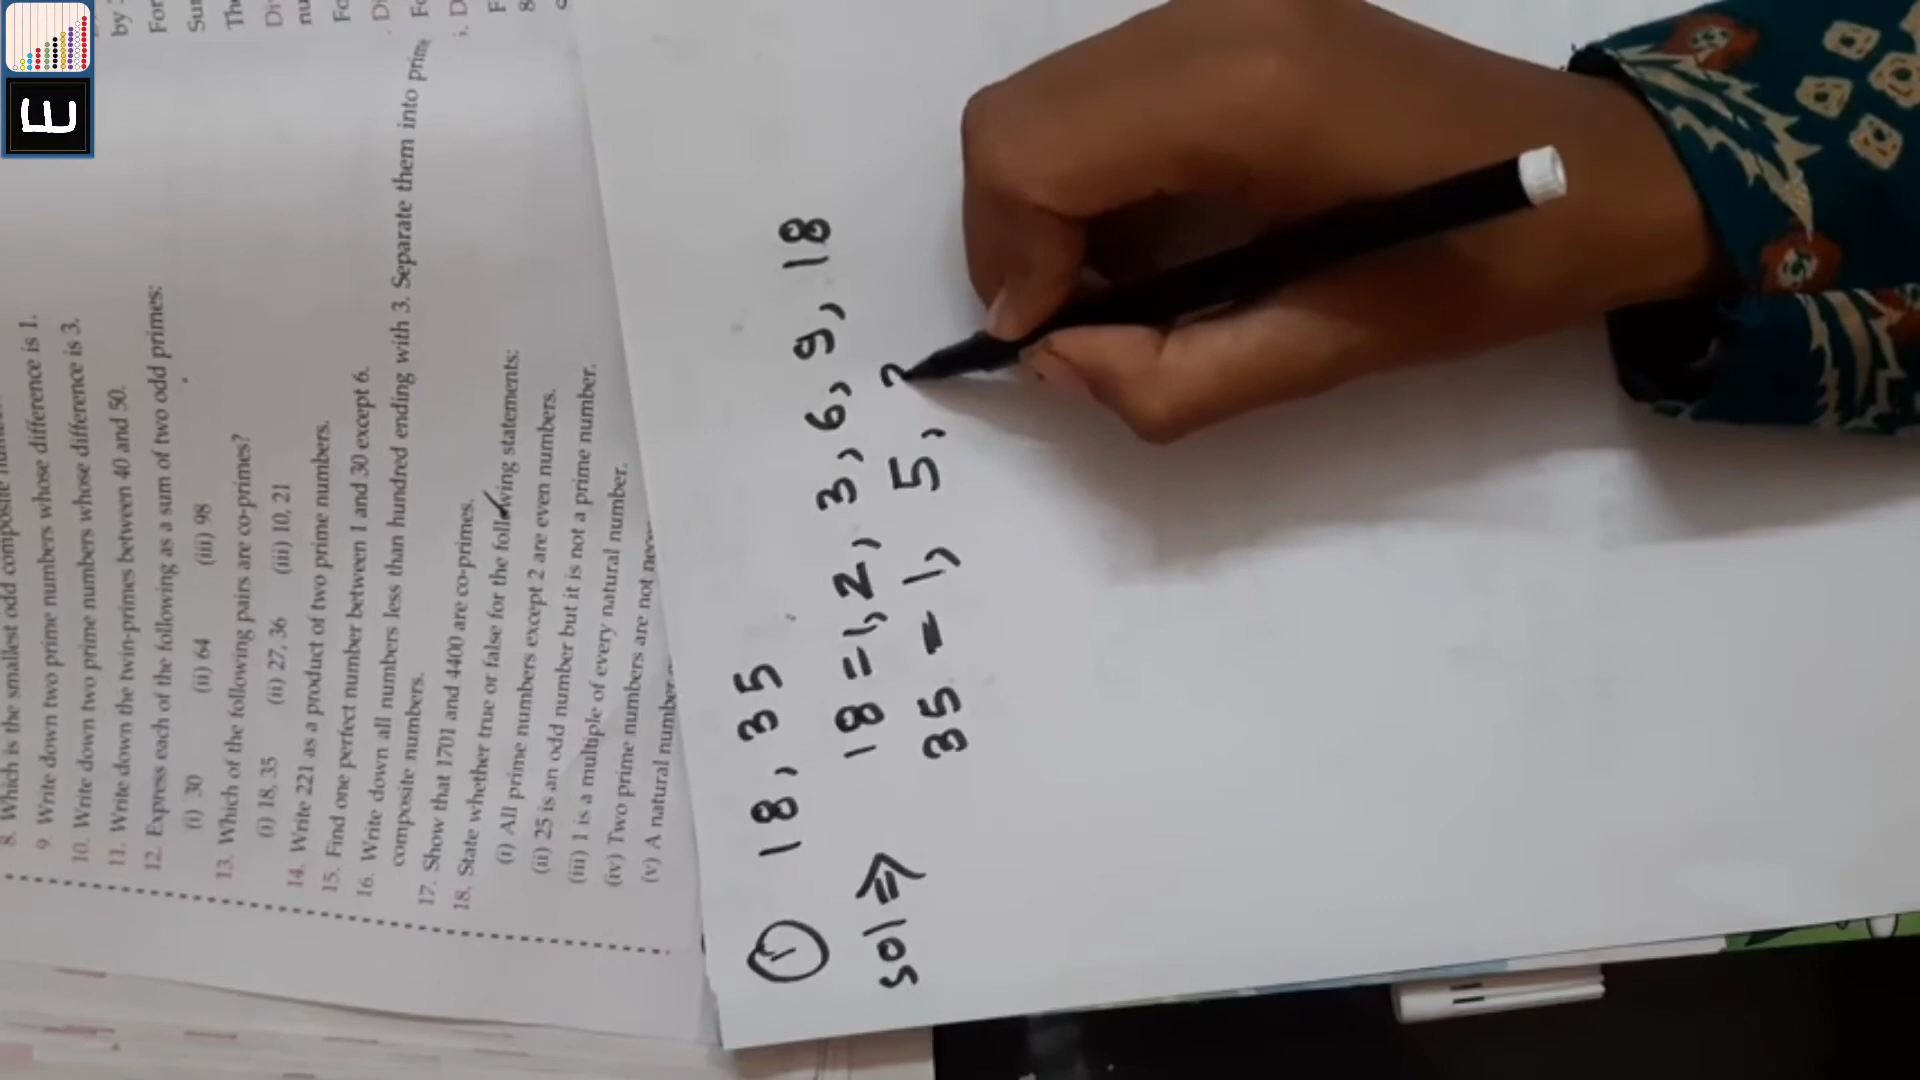 E
by
For
Su
Th
Di
nu
Fo
8. Which is the smallest odd composite
9 Write down two prime numbers whose difference is 1.
10. Write down two prime numbers whose difference is 3.
11. Write down the twin-primes between 40 and 50.
12. Express each of the following as a sum of two odd primes:
(i) 30 (ii) 64 (iii) 98
13. Which of the following pairs are co-primes?
(i) 18, 35 (ii) 27, 36 (iii) 10, 21
14. Write 221 as a product of two prime numbers.
15. Find one perfect number between 1 and 30 except 6.
16. Write down all numbers less than hundred ending with 3. Separate them into prime
composite numbers.
17. Show that 1701 and 4400 are co-primes.
18. State whether true or false for the following statements:
(i) All prime numbers except 2 are even numbers.
(ii) 25 is an odd number but it is not a prime number.
(iii) 1 is a multiple of every natural number.
(iv) Two prime numbers are not
(v) A natural number
① 18, 35
sol ⇒ 18 = 1, 2, 3, 6, 9, 18
35 – 1, 5,